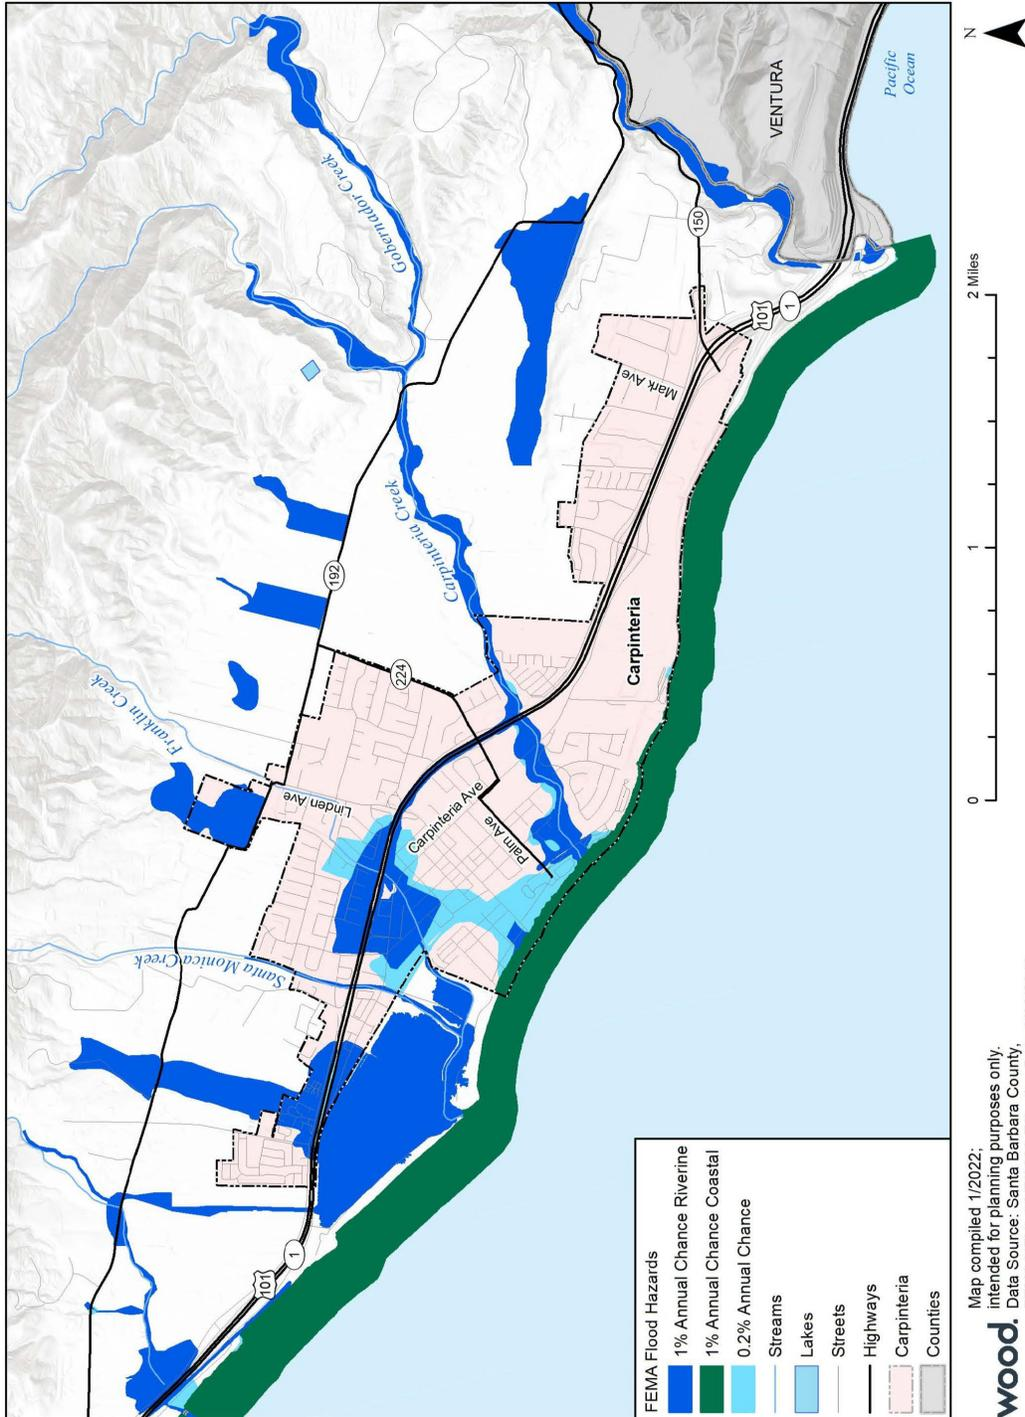 Gobernador Creek
VENTURA
Pacific
Ocean
150
Carpinteria Creek
192
Mark Ave
101
1
Franklin Creek
224
Carpinteria
Linden Ave
Carpinteria Ave
Palm Ave
Santa Monica Creek
101
1
FEMA Flood Hazards
1% Annual Chance Riverine
1% Annual Chance Coastal
0.2% Annual Chance
Streams
Lakes
Streets
Highways
Carpinteria
Counties
wood.
Map compiled 1/2022;
intended for planning purposes only.
Data Source: Santa Barbara County,
0 1 2 Miles
N